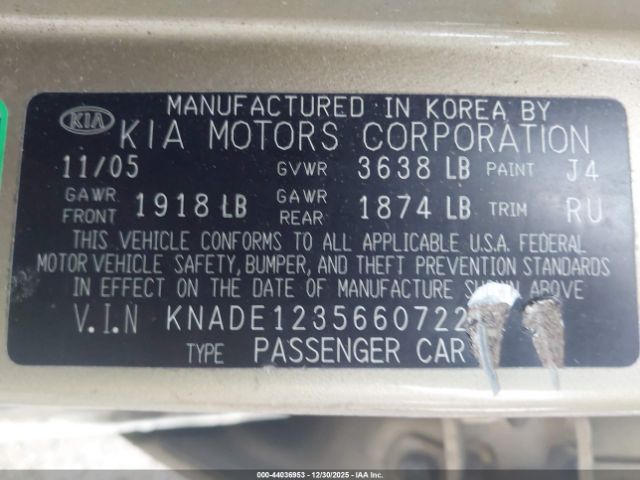 MANUFACTURED IN KOREA BY
KIA KIA MOTORS CORPORATION
11/05 GVWR 3638 LB PAINT J4
GAWR FRONT 1918 LB GAWR REAR 1874 LB TRIM RU
THIS VEHICLE CONFORMS TO ALL APPLICABLE U.S.A. FEDERAL
MOTOR VEHICLE SAFETY, BUMPER, AND THEFT PREVENTION STANDARDS
IN EFFECT ON THE DATE OF MANUFACTURE SHOWN ABOVE
V.I.N KNADE1235660722
TYPE PASSENGER CAR
000-44036953 - 12/30/2025 - IAA Inc.